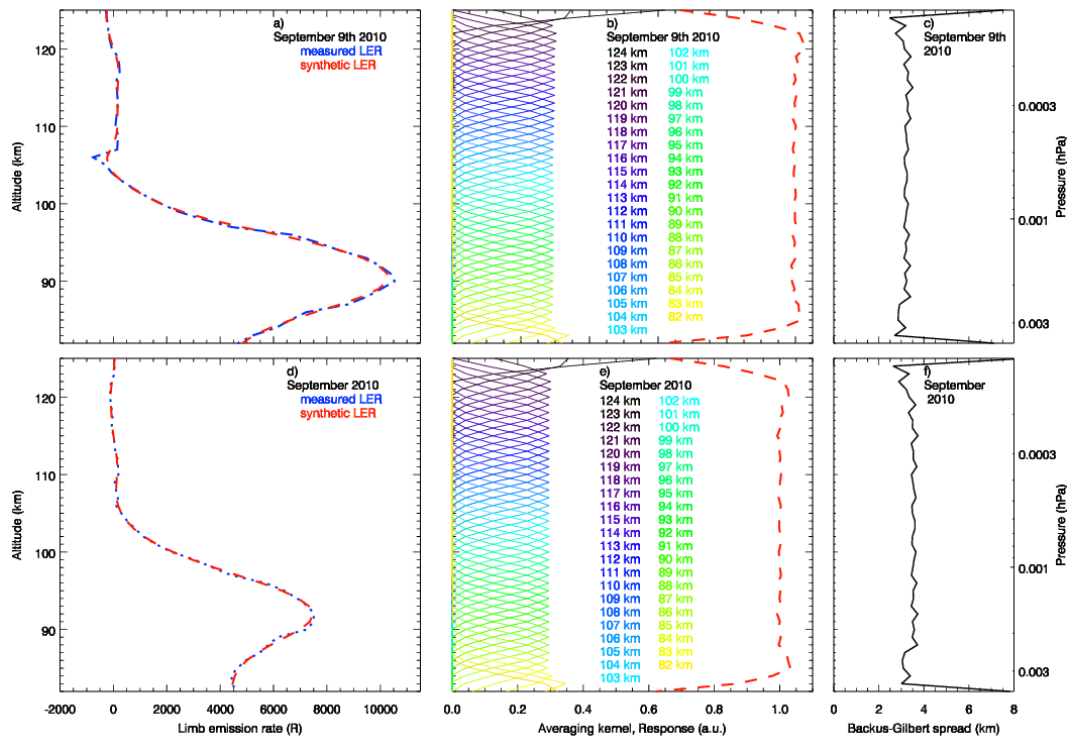 a)
September 9th 2010
measured LER
synthetic LER
120
110
100
90
Altitude (km)
b)
September 9th 2010
124 km 102 km
123 km 101 km
122 km 100 km
121 km 99 km
120 km 98 km
119 km 97 km
118 km 96 km
117 km 95 km
116 km 94 km
115 km 93 km
114 km 92 km
113 km 91 km
112 km 90 km
111 km 89 km
110 km 88 km
109 km 87 km
108 km 86 km
107 km 85 km
106 km 84 km
105 km 83 km
104 km 82 km
103 km
c)
September 9th
2010
0.0003
0.001
0.003
Pressure (hPa)
d)
September 2010
measured LER
synthetic LER
120
110
100
90
Altitude (km)
-2000 0 2000 4000 6000 8000 10000
Limb emission rate (R)
e)
September 2010
124 km 102 km
123 km 101 km
122 km 100 km
121 km 99 km
120 km 98 km
119 km 97 km
118 km 96 km
117 km 95 km
116 km 94 km
115 km 93 km
114 km 92 km
113 km 91 km
112 km 90 km
111 km 89 km
110 km 88 km
109 km 87 km
108 km 86 km
107 km 85 km
106 km 84 km
105 km 83 km
104 km 82 km
103 km
0.0 0.2 0.4 0.6 0.8 1.0
Averaging kernel, Response (a.u.)
f)
September
2010
0.0003
0.001
0.003
Pressure (hPa)
0 2 4 6 8
Backus-Gilbert spread (km)